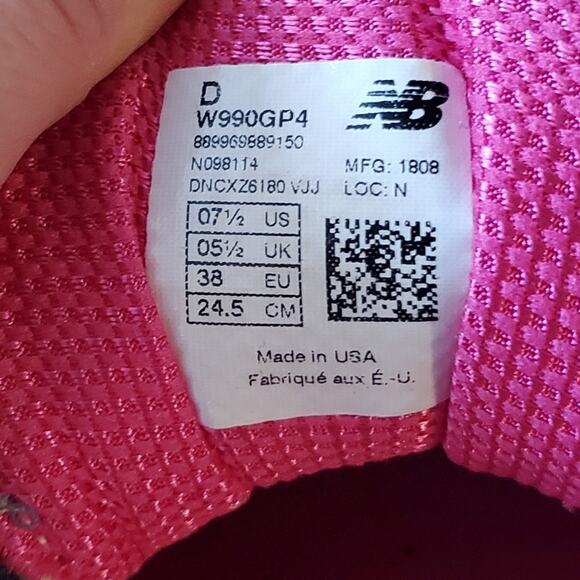 D
W990GP4
NB
889969889150
N098114
MFG: 1808
DNCXZ6180 VJJ
LOC: N
07½ US
05½ UK
38 EU
24.5 CM
Made in USA
Fabriqué aux É.-U.